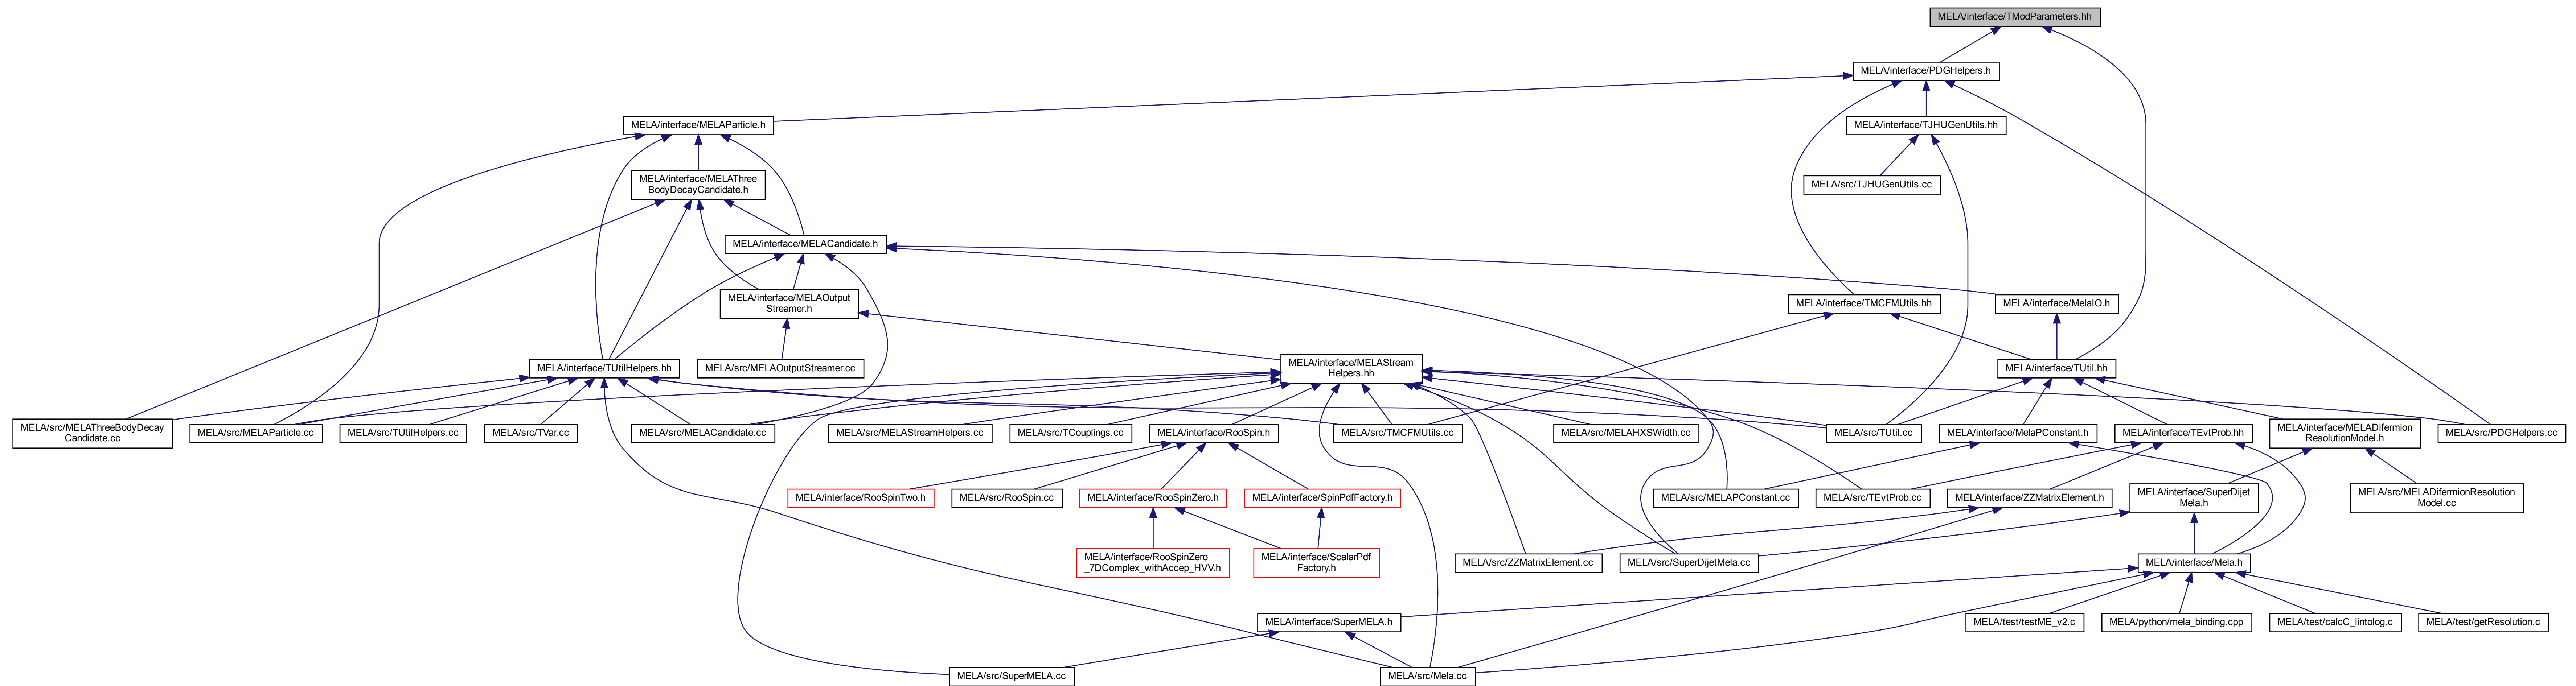 MELA/interface/TModParameters.hh
MELA/interface/PDGHelpers.h
MELA/interface/MELAParticle.h
MELA/interface/TJHUGenUtils.hh
MELA/interface/MELAThree
BodyDecayCandidate.h
MELA/src/TJHUGenUtils.cc
MELA/interface/MELACandidate.h
MELA/interface/MELAOutput
Streamer.h
MELA/interface/TMCFMUtils.hh
MELA/interface/MelaIO.h
MELA/interface/TUtilHelpers.hh
MELA/src/MELAOutputStreamer.cc
MELA/interface/MELAStream
Helpers.hh
MELA/interface/TUtil.hh
MELA/src/MELAThreeBodyDecay
Candidate.cc
MELA/src/MELAParticle.cc
MELA/src/TUtilHelpers.cc
MELA/src/TVar.cc
MELA/src/MELACandidate.cc
MELA/src/MELAStreamHelpers.cc
MELA/src/TCouplings.cc
MELA/interface/RooSpin.h
MELA/src/TMCFMUtils.cc
MELA/src/MELAHXSWidth.cc
MELA/src/TUtil.cc
MELA/interface/MelaPConstant.h
MELA/interface/TEvtProb.hh
MELA/interface/MELADifermion
ResolutionModel.h
MELA/src/PDGHelpers.cc
MELA/interface/RooSpinTwo.h
MELA/src/RooSpin.cc
MELA/interface/RooSpinZero.h
MELA/interface/SpinPdfFactory.h
MELA/src/MELAPConstant.cc
MELA/src/TEvtProb.cc
MELA/interface/ZZMatrixElement.h
MELA/interface/SuperDijet
Mela.h
MELA/src/MELADifermionResolution
Model.cc
MELA/interface/RooSpinZero
_7DComplex_withAccep_HVV.h
MELA/interface/ScalarPdf
Factory.h
MELA/src/ZZMatrixElement.cc
MELA/src/SuperDijetMela.cc
MELA/interface/Mela.h
MELA/interface/SuperMELA.h
MELA/test/testME_v2.c
MELA/python/mela_binding.cpp
MELA/test/calcC_lintolog.c
MELA/test/getResolution.c
MELA/src/SuperMELA.cc
MELA/src/Mela.cc